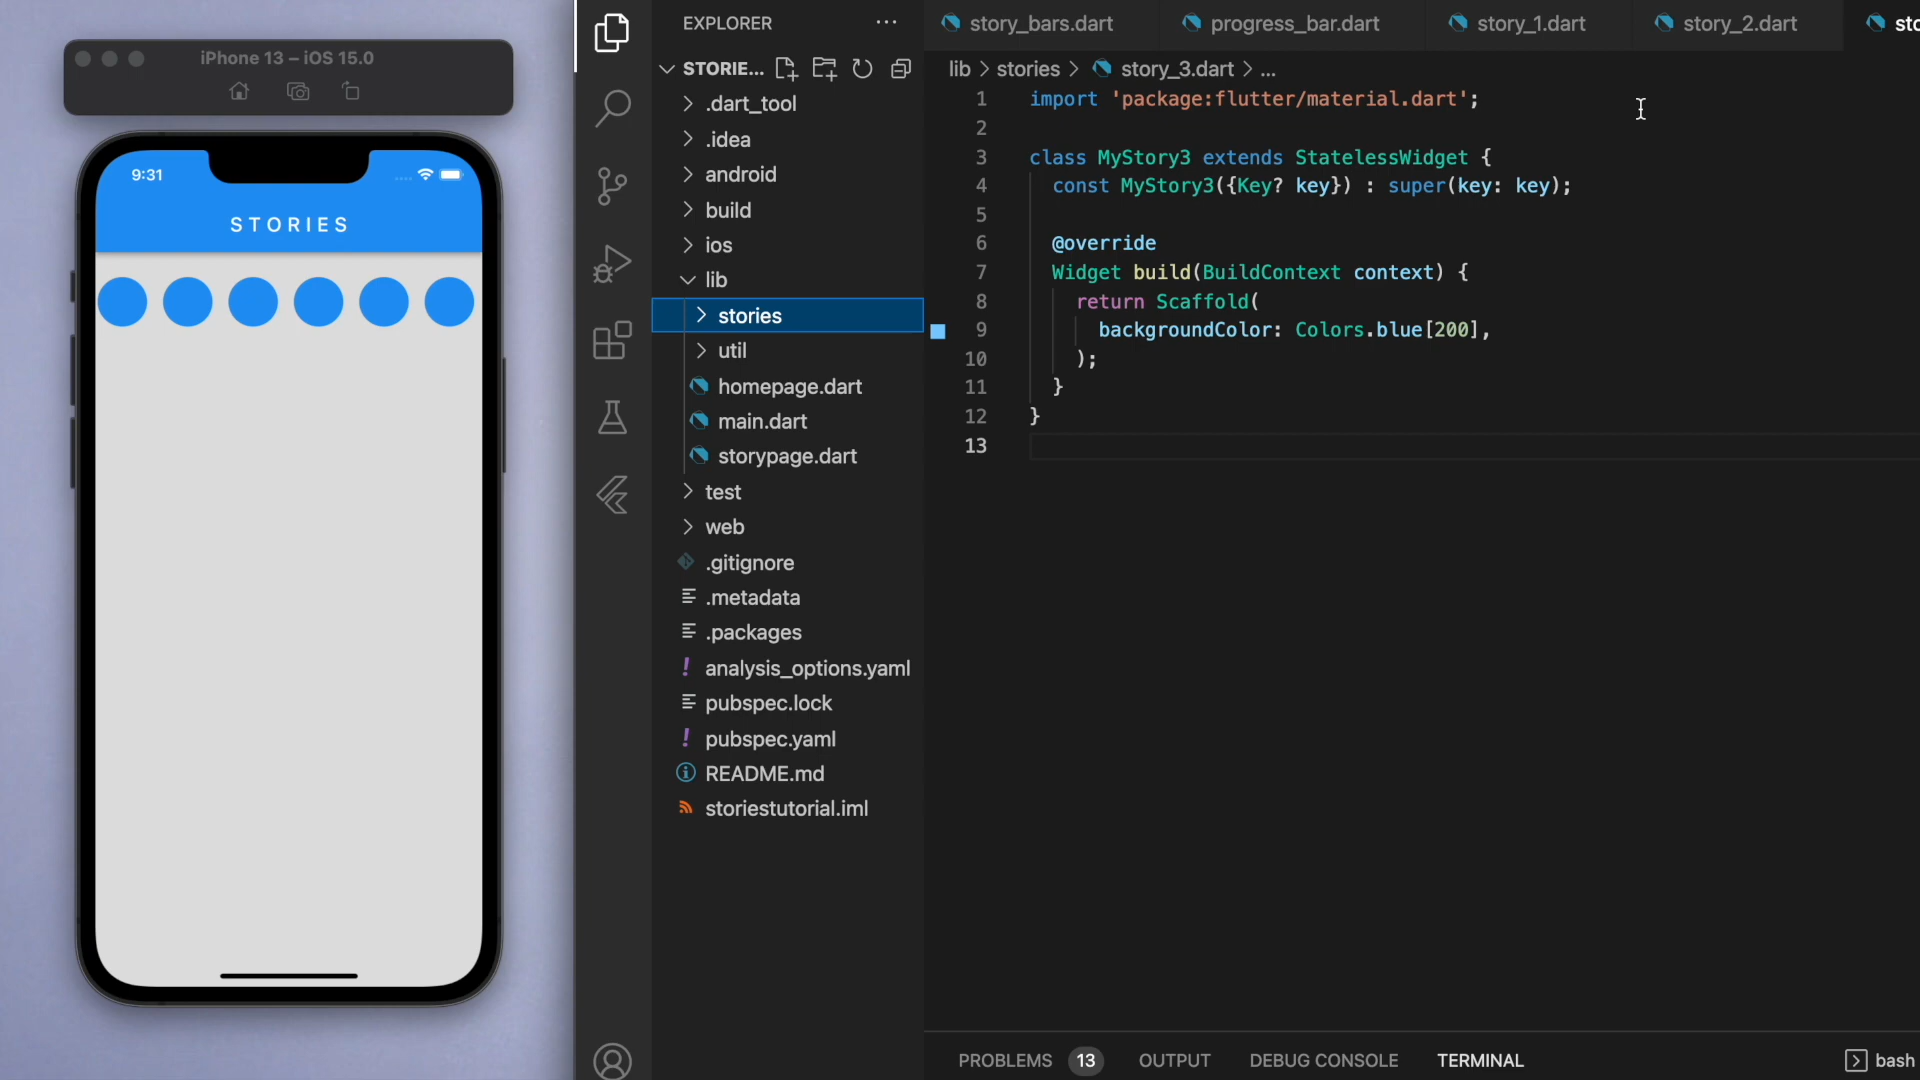 iPhone 13 – iOS 15.0
9:31
STORIES
EXPLORER
STORIE...
.dart_tool
.idea
android
build
ios
lib
stories
util
homepage.dart
main.dart
storypage.dart
test
web
.gitignore
.metadata
.packages
analysis_options.yaml
pubspec.lock
pubspec.yaml
README.md
storiestutorial.iml
story_bars.dart
progress_bar.dart
story_1.dart
story_2.dart
sto
lib > stories > story_3.dart > ...
1 import 'package:flutter/material.dart';
2
3 class MyStory3 extends StatelessWidget {
4 const MyStory3({Key? key}) : super(key: key);
5
6 @override
7 Widget build(BuildContext context) {
8 return Scaffold(
9 backgroundColor: Colors.blue[200],
10 );
11 }
12 }
13
PROBLEMS 13 OUTPUT DEBUG CONSOLE TERMINAL bash